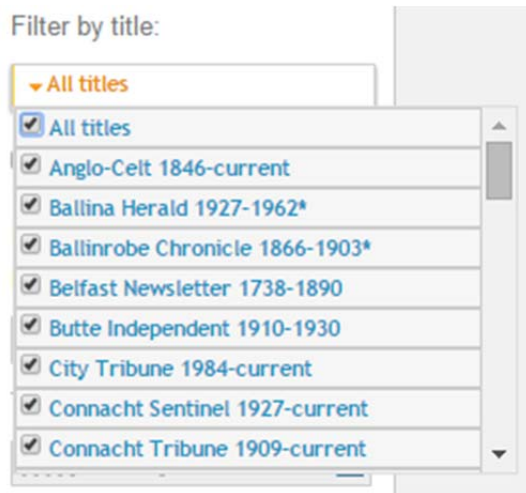 Filter by title:
All titles
All titles
Anglo-Celt 1846-current
Ballina Herald 1927-1962*
Ballinrobe Chronicle 1866-1903*
Belfast Newsletter 1738-1890
Butte Independent 1910-1930
City Tribune 1984-current
Connacht Sentinel 1927-current
Connacht Tribune 1909-current